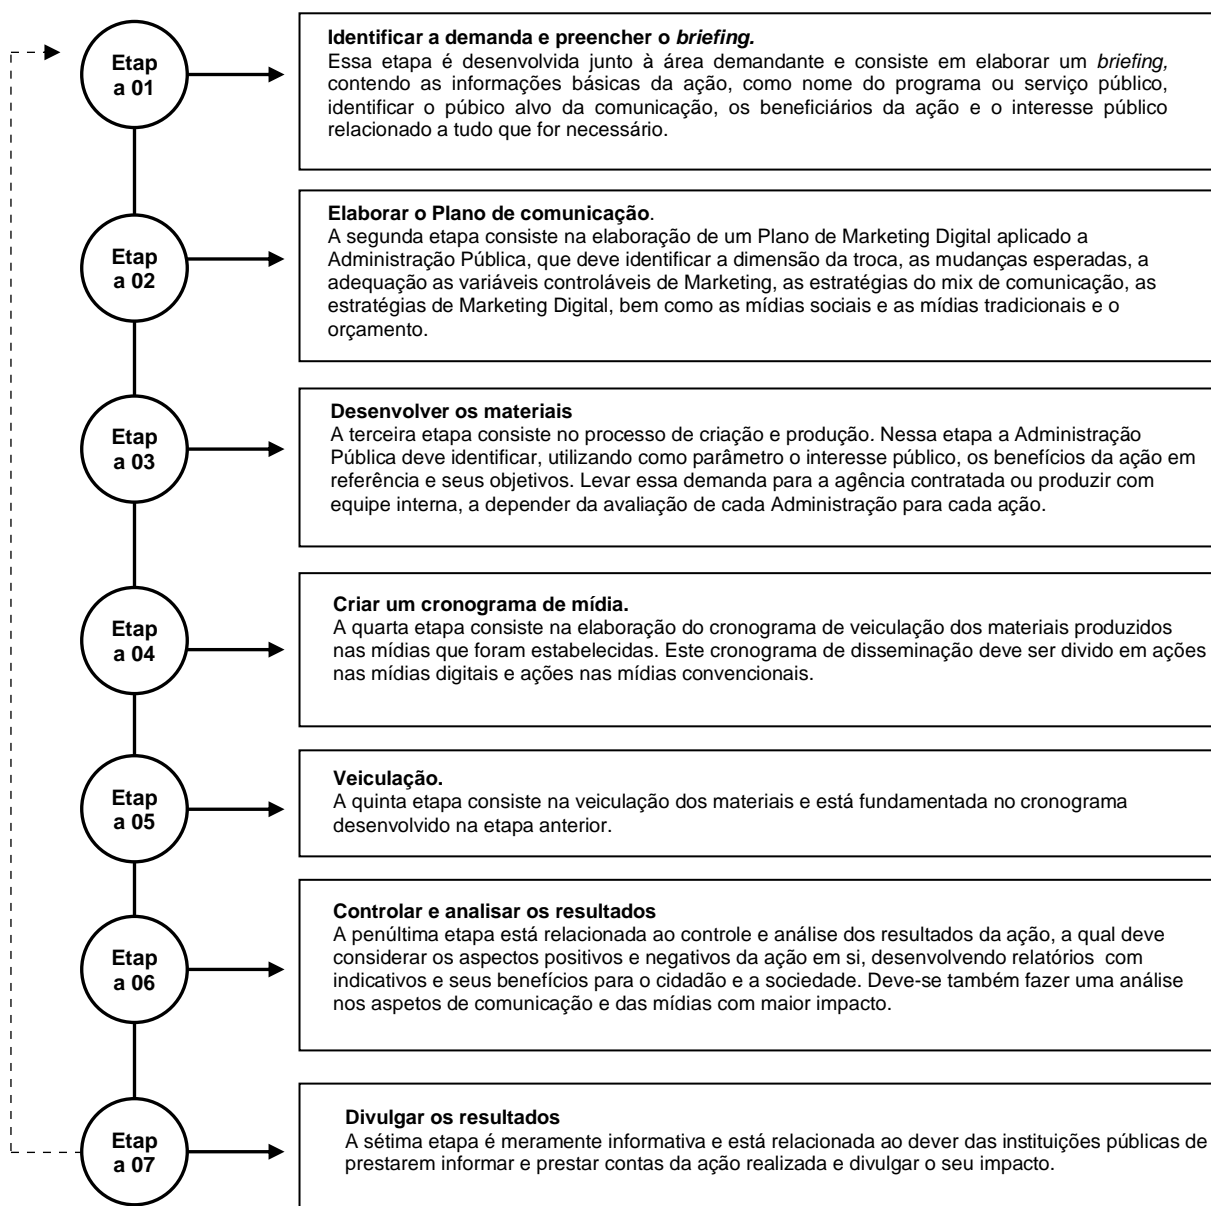 Etap
a 01
Identificar a demanda e preencher o briefing.
Essa etapa é desenvolvida junto à área demandante e consiste em elaborar um briefing,
contendo as informações básicas da ação, como nome do programa ou serviço público,
identificar o púbico alvo da comunicação, os beneficiários da ação e o interesse público
relacionado a tudo que for necessário.
Etap
a 02
Elaborar o Plano de comunicação.
A segunda etapa consiste na elaboração de um Plano de Marketing Digital aplicado a
Administração Pública, que deve identificar a dimensão da troca, as mudanças esperadas, a
adequação as variáveis controláveis de Marketing, as estratégias do mix de comunicação, as
estratégias de Marketing Digital, bem como as mídias sociais e as mídias tradicionais e o
orçamento.
Etap
a 03
Desenvolver os materiais
A terceira etapa consiste no processo de criação e produção. Nessa etapa a Administração
Pública deve identificar, utilizando como parâmetro o interesse público, os benefícios da ação em
referência e seus objetivos. Levar essa demanda para a agência contratada ou produzir com
equipe interna, a depender da avaliação de cada Administração para cada ação.
Etap
a 04
Criar um cronograma de mídia.
A quarta etapa consiste na elaboração do cronograma de veiculação dos materiais produzidos
nas mídias que foram estabelecidas. Este cronograma de disseminação deve ser divido em ações
nas mídias digitais e ações nas mídias convencionais.
Etap
a 05
Veiculação.
A quinta etapa consiste na veiculação dos materiais e está fundamentada no cronograma
desenvolvido na etapa anterior.
Etap
a 06
Controlar e analisar os resultados
A penúltima etapa está relacionada ao controle e análise dos resultados da ação, a qual deve
considerar os aspectos positivos e negativos da ação em si, desenvolvendo relatórios com
indicativos e seus benefícios para o cidadão e a sociedade. Deve-se também fazer uma análise
nos aspetos de comunicação e das mídias com maior impacto.
Etap
a 07
Divulgar os resultados
A sétima etapa é meramente informativa e está relacionada ao dever das instituições públicas de
prestarem informar e prestar contas da ação realizada e divulgar o seu impacto.